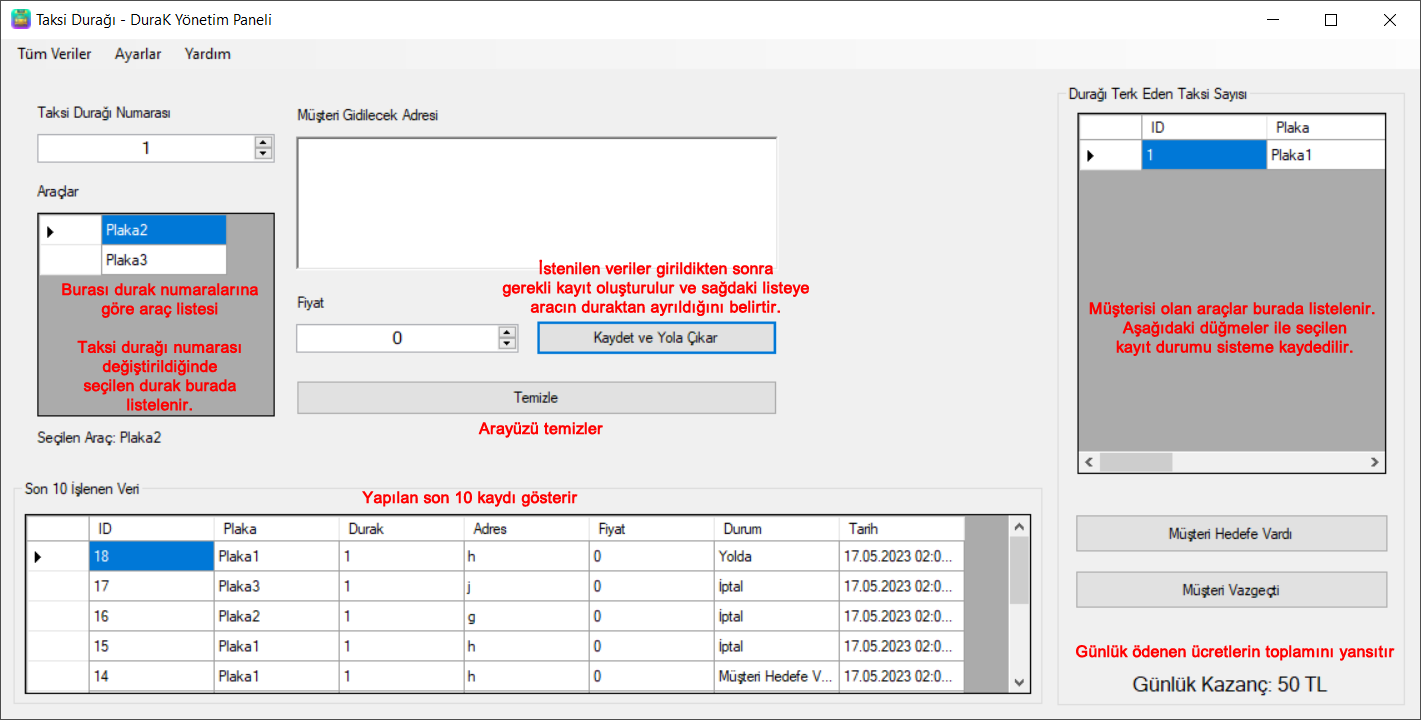 Taksi Durağı - DuraK Yönetim Paneli
Tüm Veriler Ayarlar Yardım
Taksi Durağı Numarası
1
Araçlar
Plaka2
Plaka3
Burası durak numaralarına
göre araç listesi
Taksi durağı numarası
değiştirildiğinde
seçilen durak burada
listelenir.
Seçilen Araç: Plaka2
Müşteri Gidilecek Adresi
İstenilen veriler girildikten sonra
gerekli kayıt oluşturulur ve sağdaki listeye
aracın duraktan ayrıldığını belirtir.
Fiyat
0
Kaydet ve Yola Çıkar
Temizle
Arayüzü temizler
Durağı Terk Eden Taksi Sayısı
ID Plaka
1 Plaka1
Müşterisi olan araçlar burada listelenir.
Aşağıdaki düğmeler ile seçilen
kayıt durumu sisteme kaydedilir.
Müşteri Hedefe Vardı
Müşteri Vazgeçti
Günlük ödenen ücretlerin toplamını yansıtır
Günlük Kazanç: 50 TL
Son 10 İşlenen Veri
Yapılan son 10 kaydı gösterir
ID Plaka Durak Adres Fiyat Durum Tarih
18 Plaka1 1 h 0 Yolda 17.05.2023 02:0...
17 Plaka3 1 j 0 İptal 17.05.2023 02:0...
16 Plaka2 1 g 0 İptal 17.05.2023 02:0...
15 Plaka1 1 h 0 İptal 17.05.2023 02:0...
14 Plaka1 1 h 0 Müşteri Hedefe V... 17.05.2023 02:0...